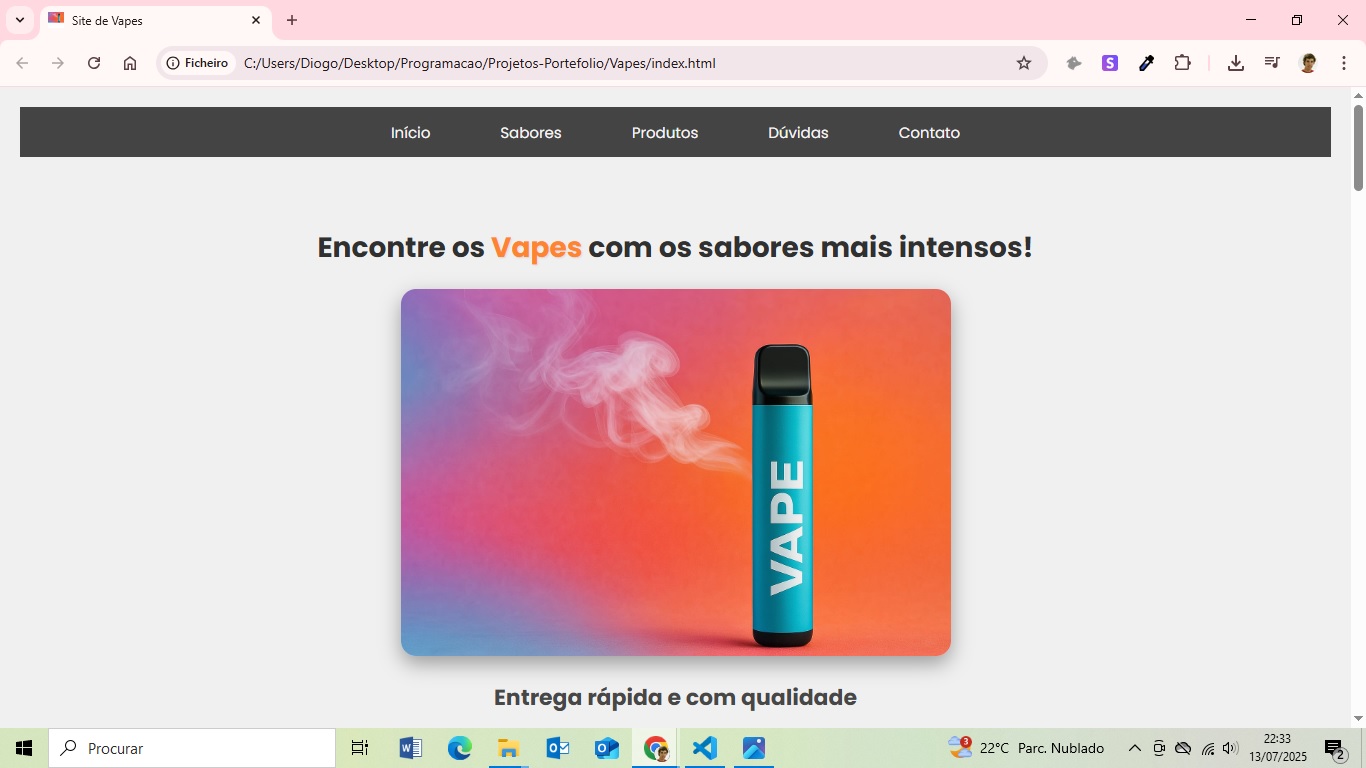 Site de Vapes
Ficheiro
C:/Users/Diogo/Desktop/Programacao/Projetos-Portefolio/Vapes/index.html
S
Início Sabores Produtos Dúvidas Contato
Encontre os Vapes com os sabores mais intensos!
VAPE
Entrega rápida e com qualidade
Procurar
3
22°C Parc. Nublado
22:33
13/07/2025
2